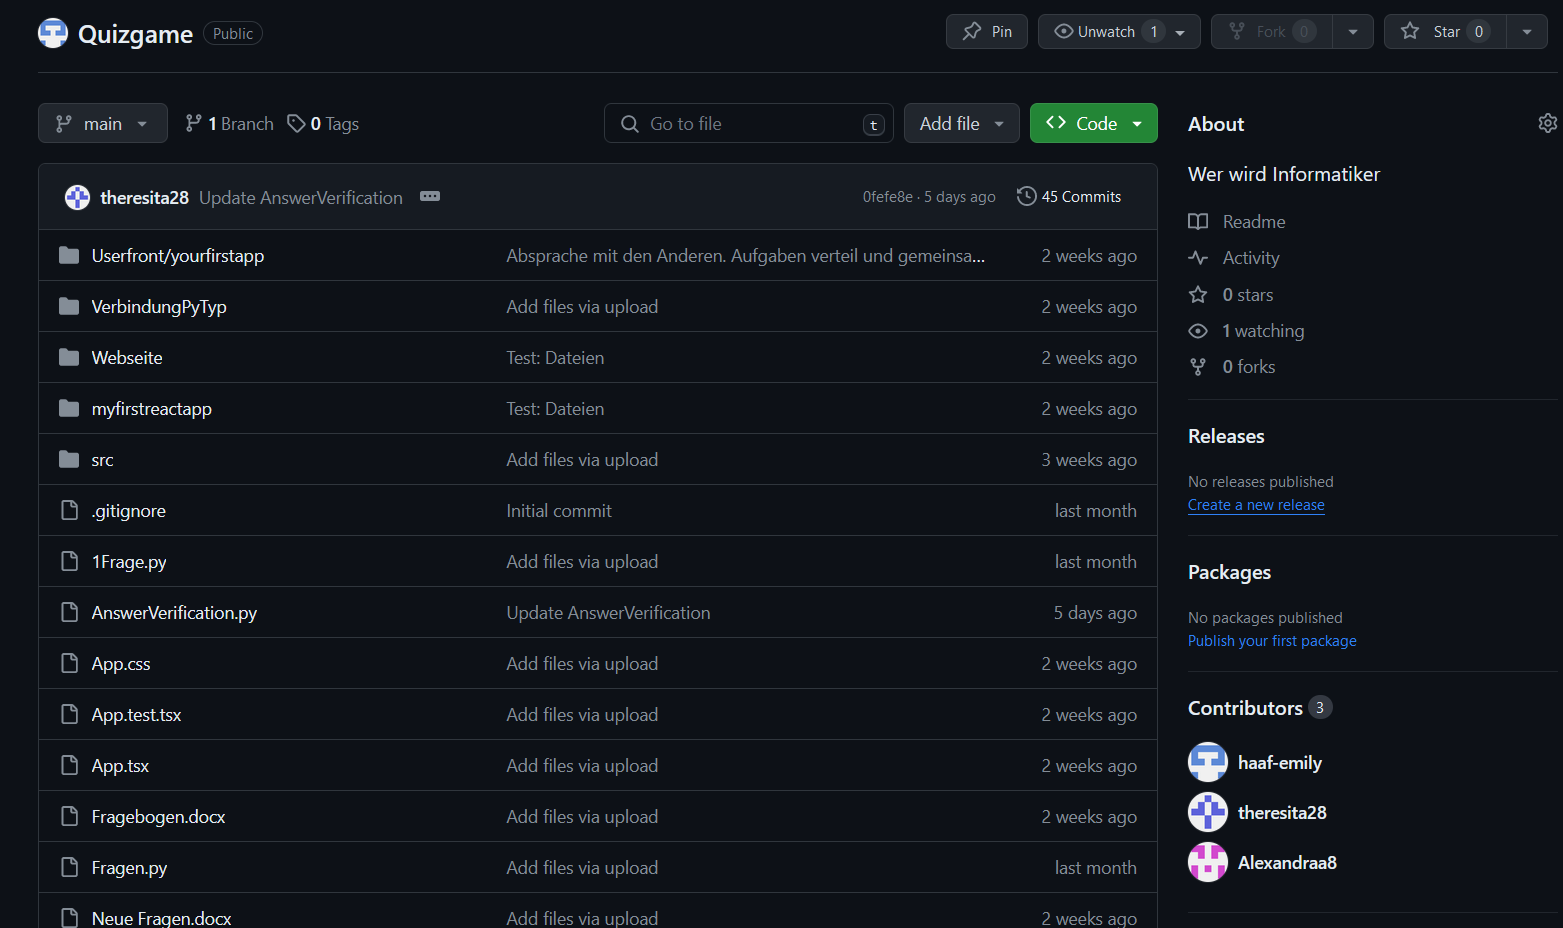 Quizgame Public Pin Unwatch 1 Fork 0 Star 0
main 1 Branch 0 Tags Go to file t Add file Code
theresita28 Update AnswerVerification 0fefe8e · 5 days ago 45 Commits
Userfront/yourfirstapp Absprache mit den Anderen. Aufgaben verteil und gemeinsa... 2 weeks ago
VerbindungPyTyp Add files via upload 2 weeks ago
Webseite Test: Dateien 2 weeks ago
myfirstreactapp Test: Dateien 2 weeks ago
src Add files via upload 3 weeks ago
.gitignore Initial commit last month
1Frage.py Add files via upload last month
AnswerVerification.py Update AnswerVerification 5 days ago
App.css Add files via upload 2 weeks ago
App.test.tsx Add files via upload 2 weeks ago
App.tsx Add files via upload 2 weeks ago
Fragebogen.docx Add files via upload 2 weeks ago
Fragen.py Add files via upload last month
Neue Fragen.docx Add files via upload 2 weeks ago
About
Wer wird Informatiker
Readme
Activity
0 stars
1 watching
0 forks
Releases
No releases published
Create a new release
Packages
No packages published
Publish your first package
Contributors 3
haaf-emily
theresita28
Alexandraa8